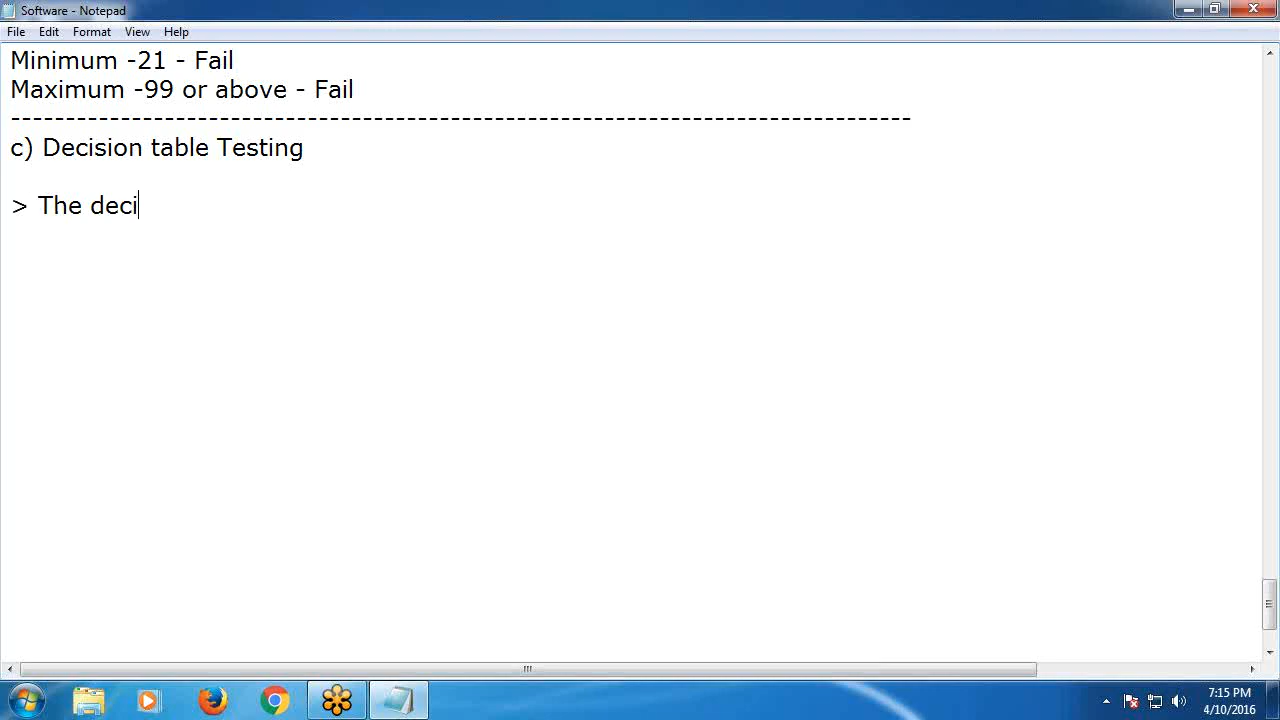 Software - Notepad
File Edit Format View Help
Minimum -21 - Fail
Maximum -99 or above - Fail
------------------------------------------------------------------------------------
c) Decision table Testing
> The deci
7:15 PM
4/10/2016